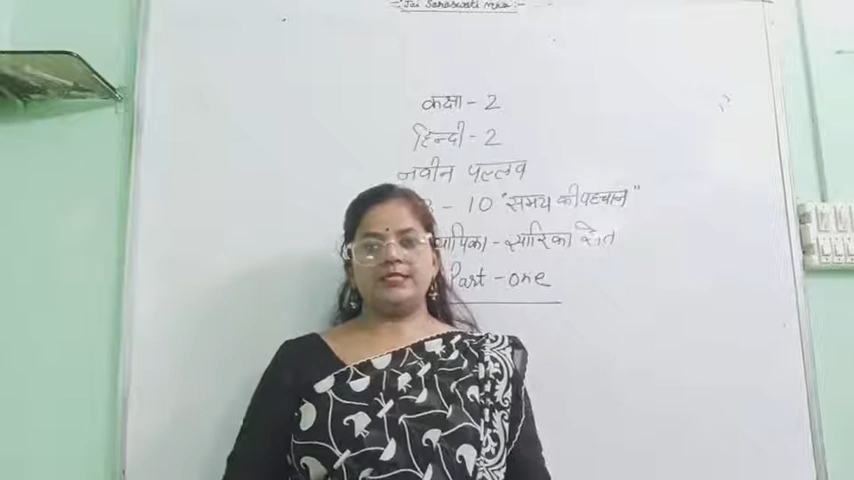 Jai Saraswati Maa
कक्षा - 2
हिन्दी - 2
नवीन पल्लव
- 10 "समय की पहचान"
Part - one